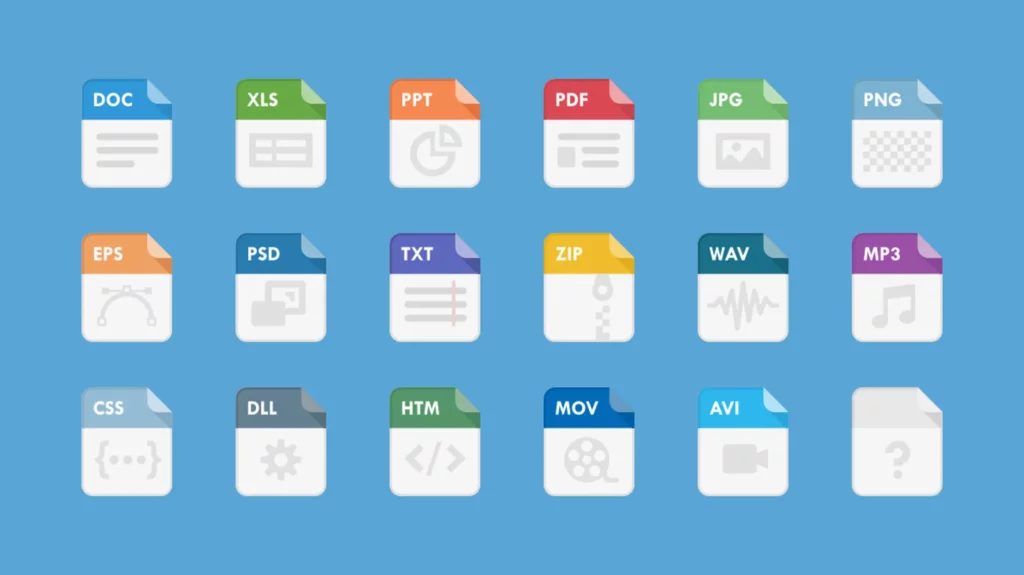 DOC XLS PPT PDF JPG PNG
EPS PSD TXT ZIP WAV MP3
CSS DLL HTM MOV AVI ?